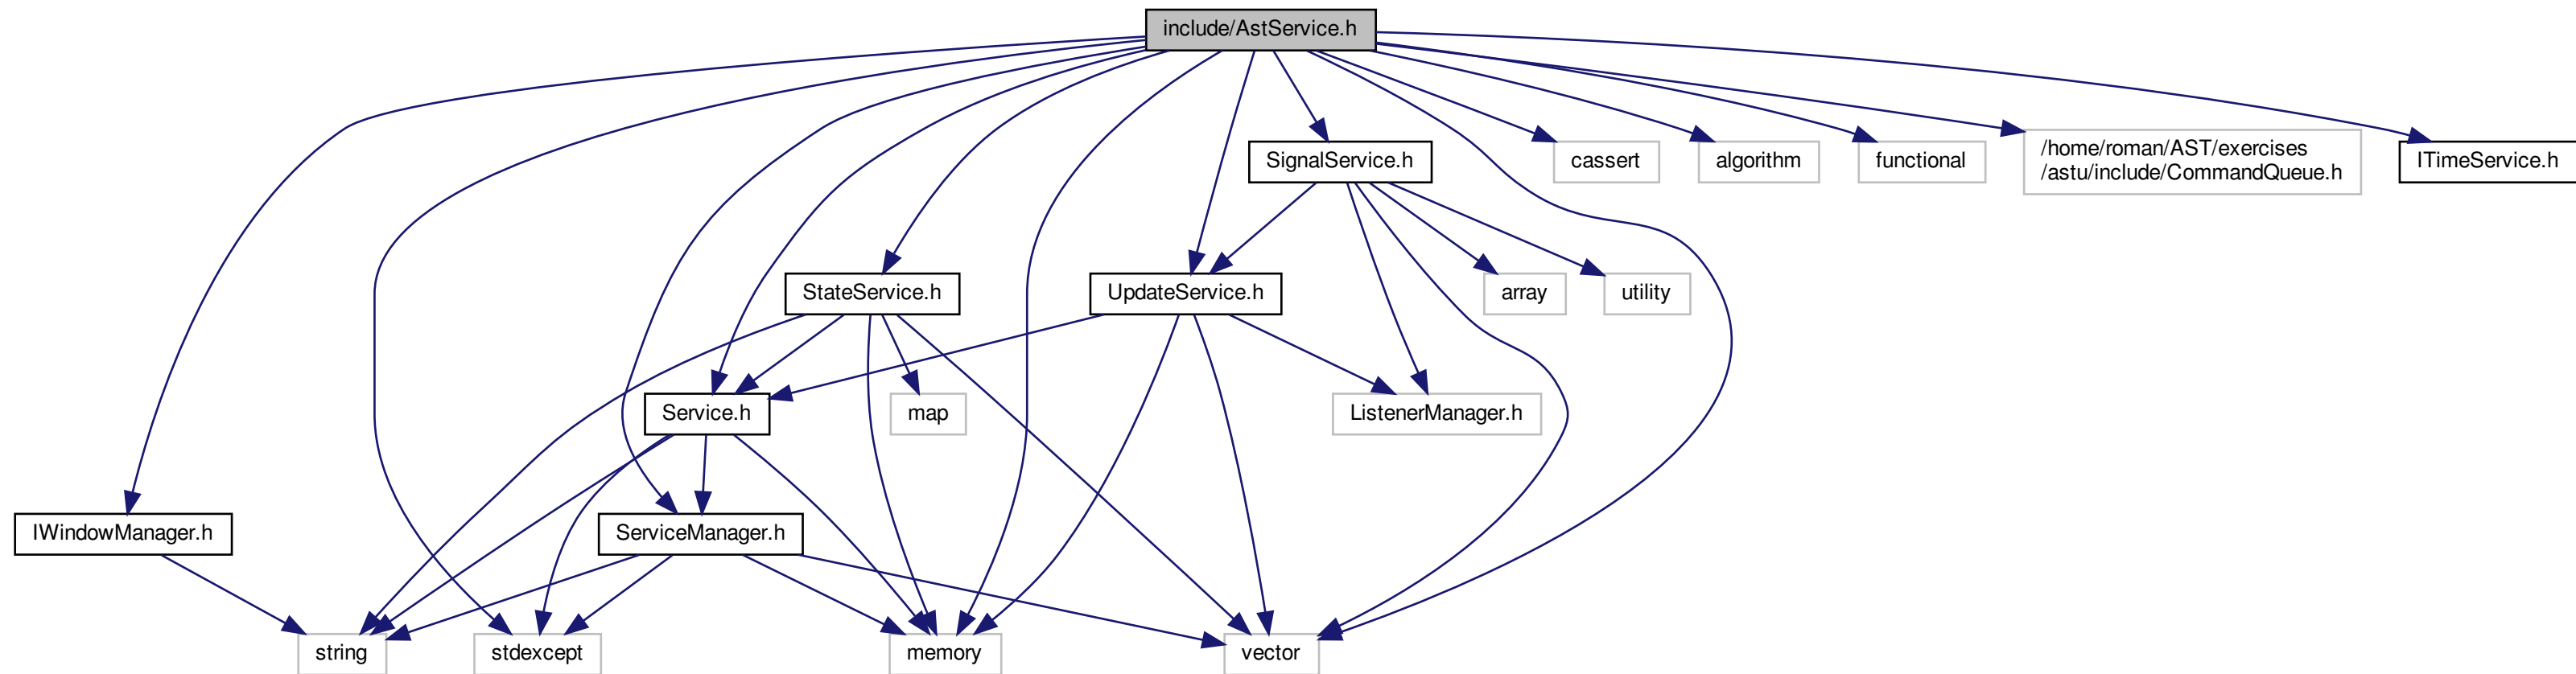 include/AstService.h
SignalService.h
cassert
algorithm
functional
/home/roman/AST/exercises
/astu/include/CommandQueue.h
ITimeService.h
StateService.h
UpdateService.h
array
utility
Service.h
map
ListenerManager.h
IWindowManager.h
ServiceManager.h
string
stdexcept
memory
vector